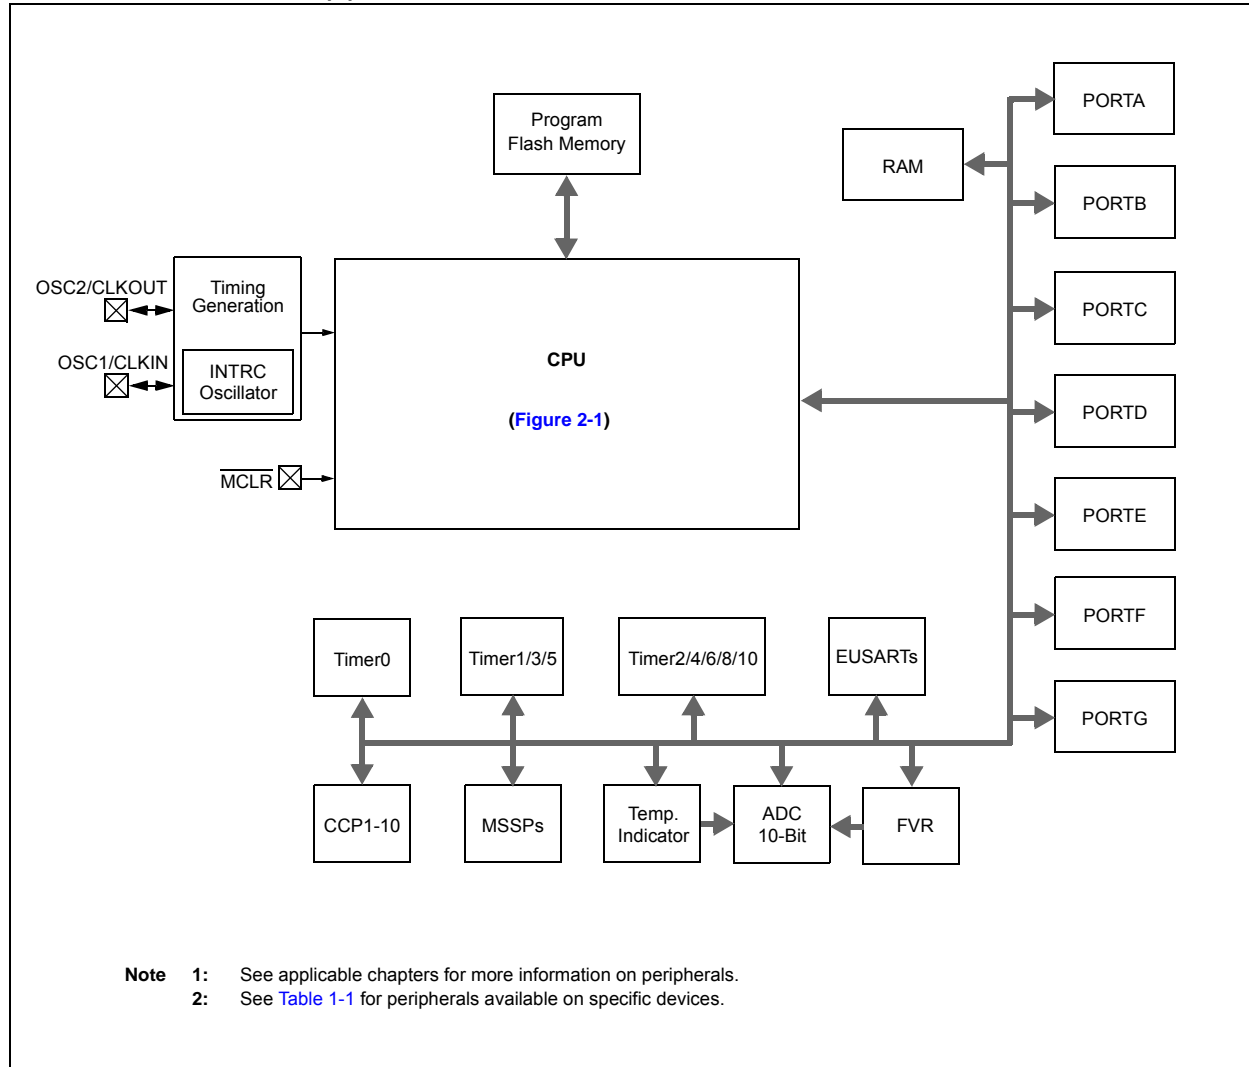 Program
Flash Memory
PORTA
RAM
PORTB
OSC2/CLKOUT
Timing
Generation
PORTC
OSC1/CLKIN
INTRC
Oscillator
CPU
(Figure 2-1)
PORTD
MCLR
PORTE
PORTF
Timer0
Timer1/3/5
Timer2/4/6/8/10
EUSARTs
PORTG
CCP1-10
MSSPs
Temp.
Indicator
ADC
10-Bit
FVR
Note 1: See applicable chapters for more information on peripherals.
2: See Table 1-1 for peripherals available on specific devices.